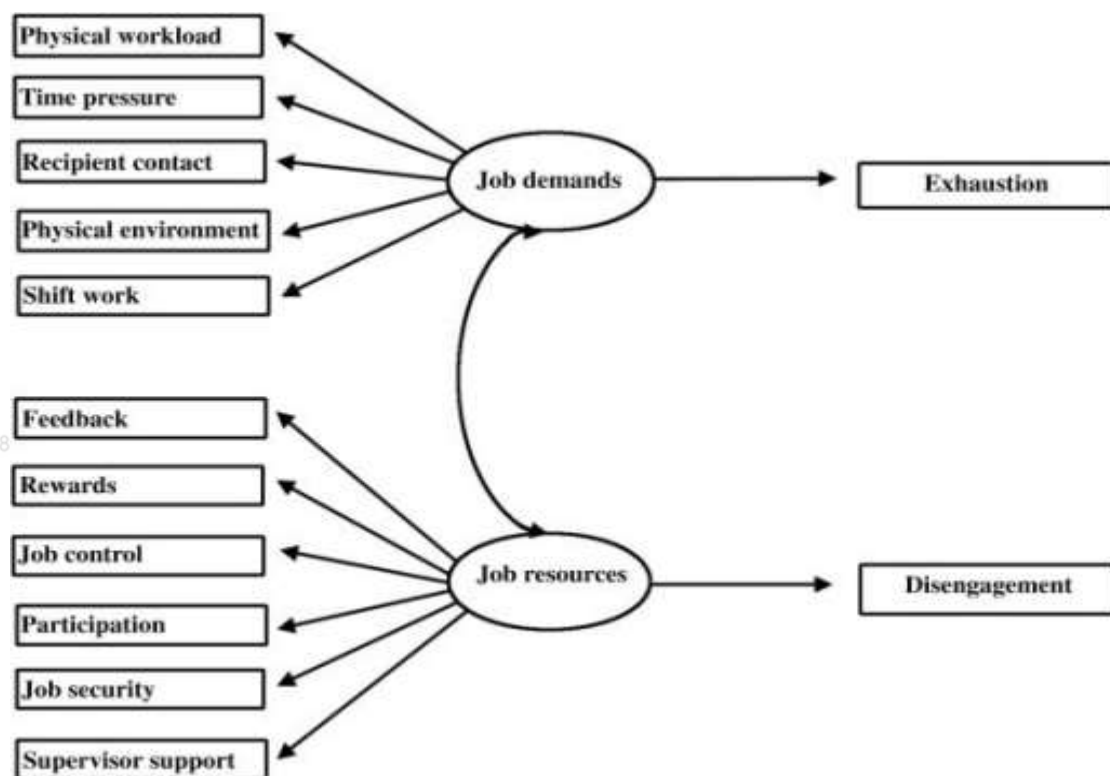 Physical workload
Time pressure
Recipient contact
Physical environment
Shift work
Job demands
Exhaustion
Feedback
8
Rewards
Job control
Participation
Job security
Supervisor support
Job resources
Disengagement